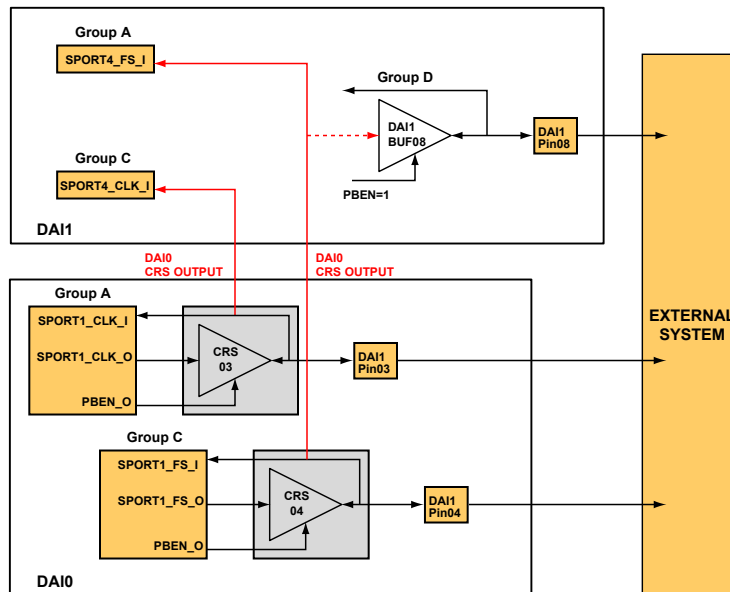 Group A
SPORT4_FS_I
Group D
DAI1
BUF08
DAI1
Pin08
Group C
SPORT4_CLK_I
PBEN=1
DAI1
DAI0
CRS OUTPUT
DAI0
CRS OUTPUT
Group A
SPORT1_CLK_I
SPORT1_CLK_O
PBEN_O
CRS
03
DAI1
Pin03
EXTERNAL
SYSTEM
Group C
SPORT1_FS_I
SPORT1_FS_O
PBEN_O
CRS
04
DAI1
Pin04
DAI0